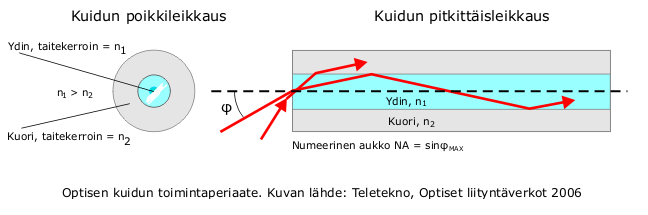 Kuidun poikkileikkaus
Kuidun pitkittäisleikkaus
Ydin, taitekerroin = n1
n1 > n2
Kuori, taitekerroin = n2
φ
Ydin, n1
Kuori, n2
Numeerinen aukko NA = sinφMAX
Optisen kuidun toimintaperiaate. Kuvan lähde: Teletekno, Optiset liityntäverkot 2006